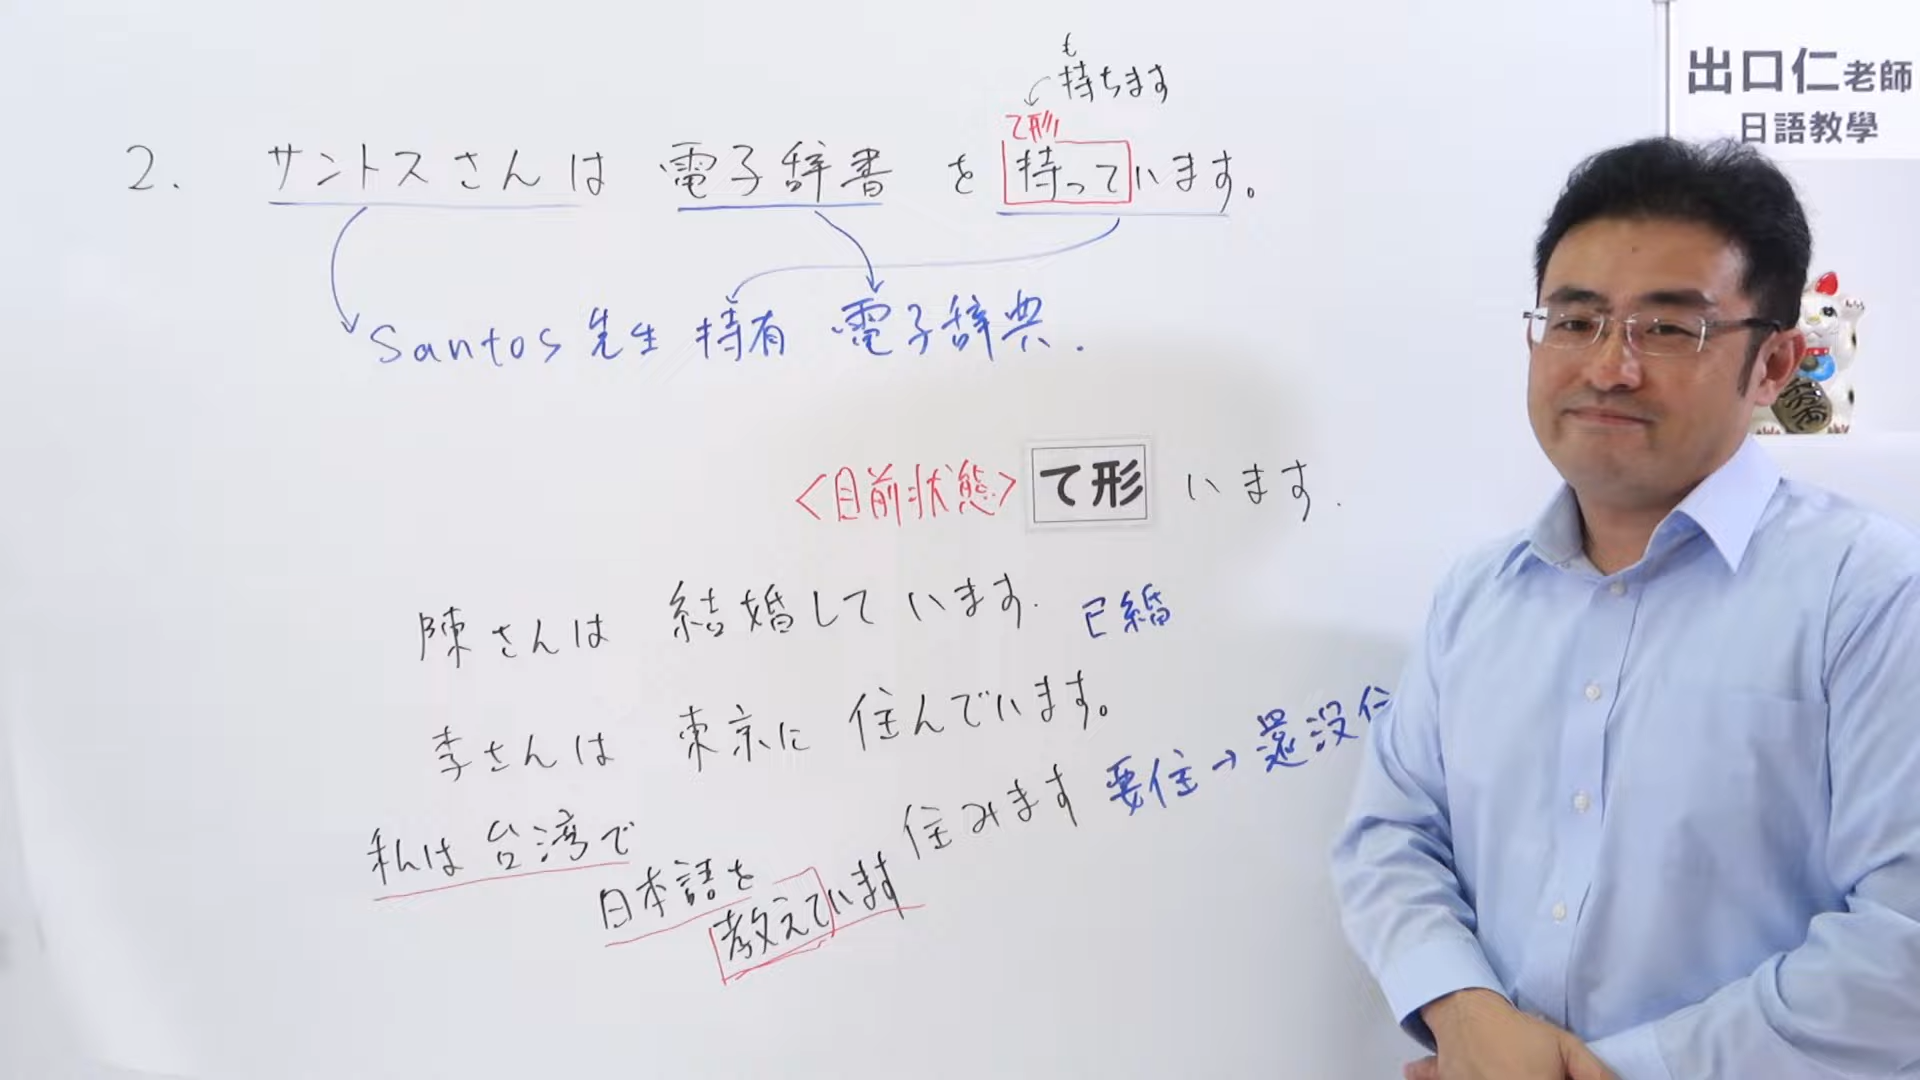 出口仁老師
日語教學
も
持ちます
て形
2. サントスさんは 電子辞書 を 持っています。
Santos先生 持有 電子辞典.
<目前状態> て形 います.
陳さんは 結婚しています. 已結婚
李さんは 東京に 住んでいます。
住みます 要住→還没住
私は台湾で
日本語を
教えています